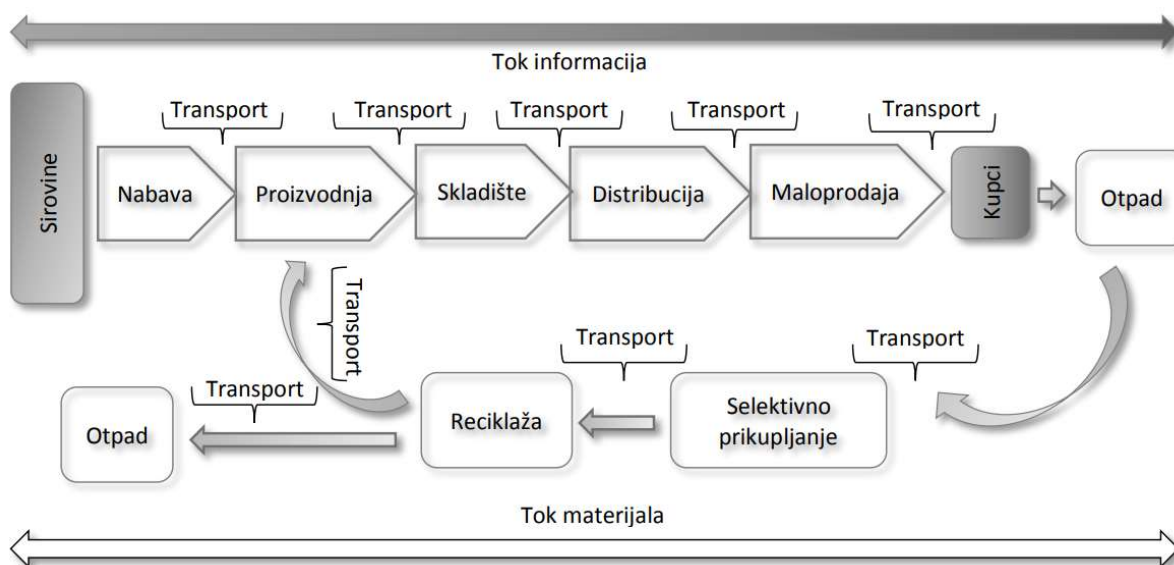 Tok informacija
Transport
Transport
Transport
Transport
Transport
Sirovine
Nabava
Proizvodnja
Skladište
Distribucija
Maloprodaja
Kupci
Otpad
Transport
Transport
Transport
Transport
Otpad
Reciklaža
Selektivno
prikupljanje
Tok materijala